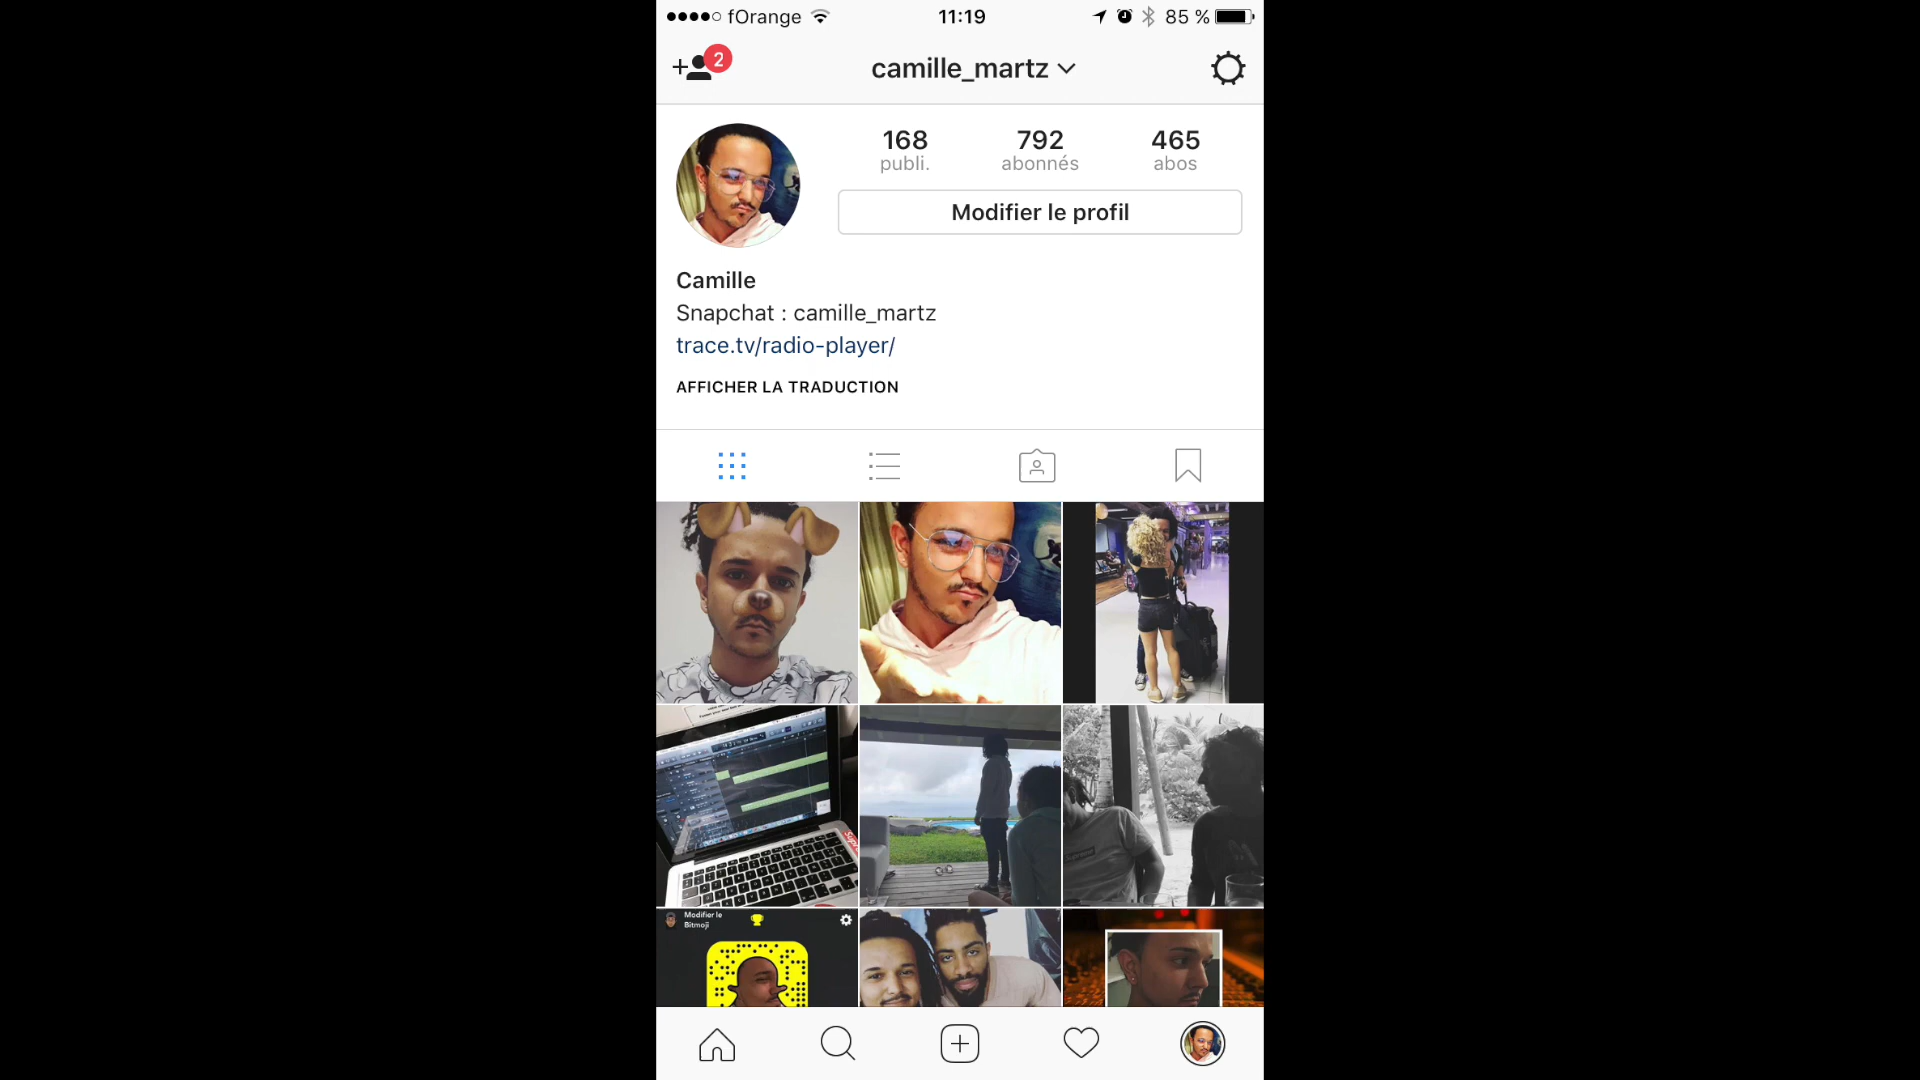 fOrange 11:19 85 %
2
camille_martz
168 792 465
publi. abonnés abos
Modifier le profil
Camille
Snapchat : camille_martz
trace.tv/radio-player/
AFFICHER LA TRADUCTION
Modifier le
Bitmoji